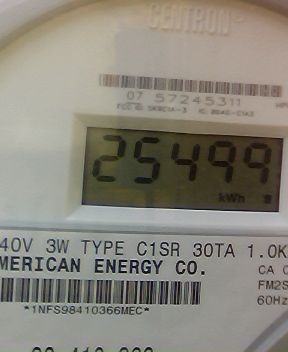 CENTRON®
07 57245311
25499
kWh
40V 3W TYPE C1SR 30TA 1.0K
MERICAN ENERGY CO.
CA
FM2S
60Hz
*1NFS98410366MEC*